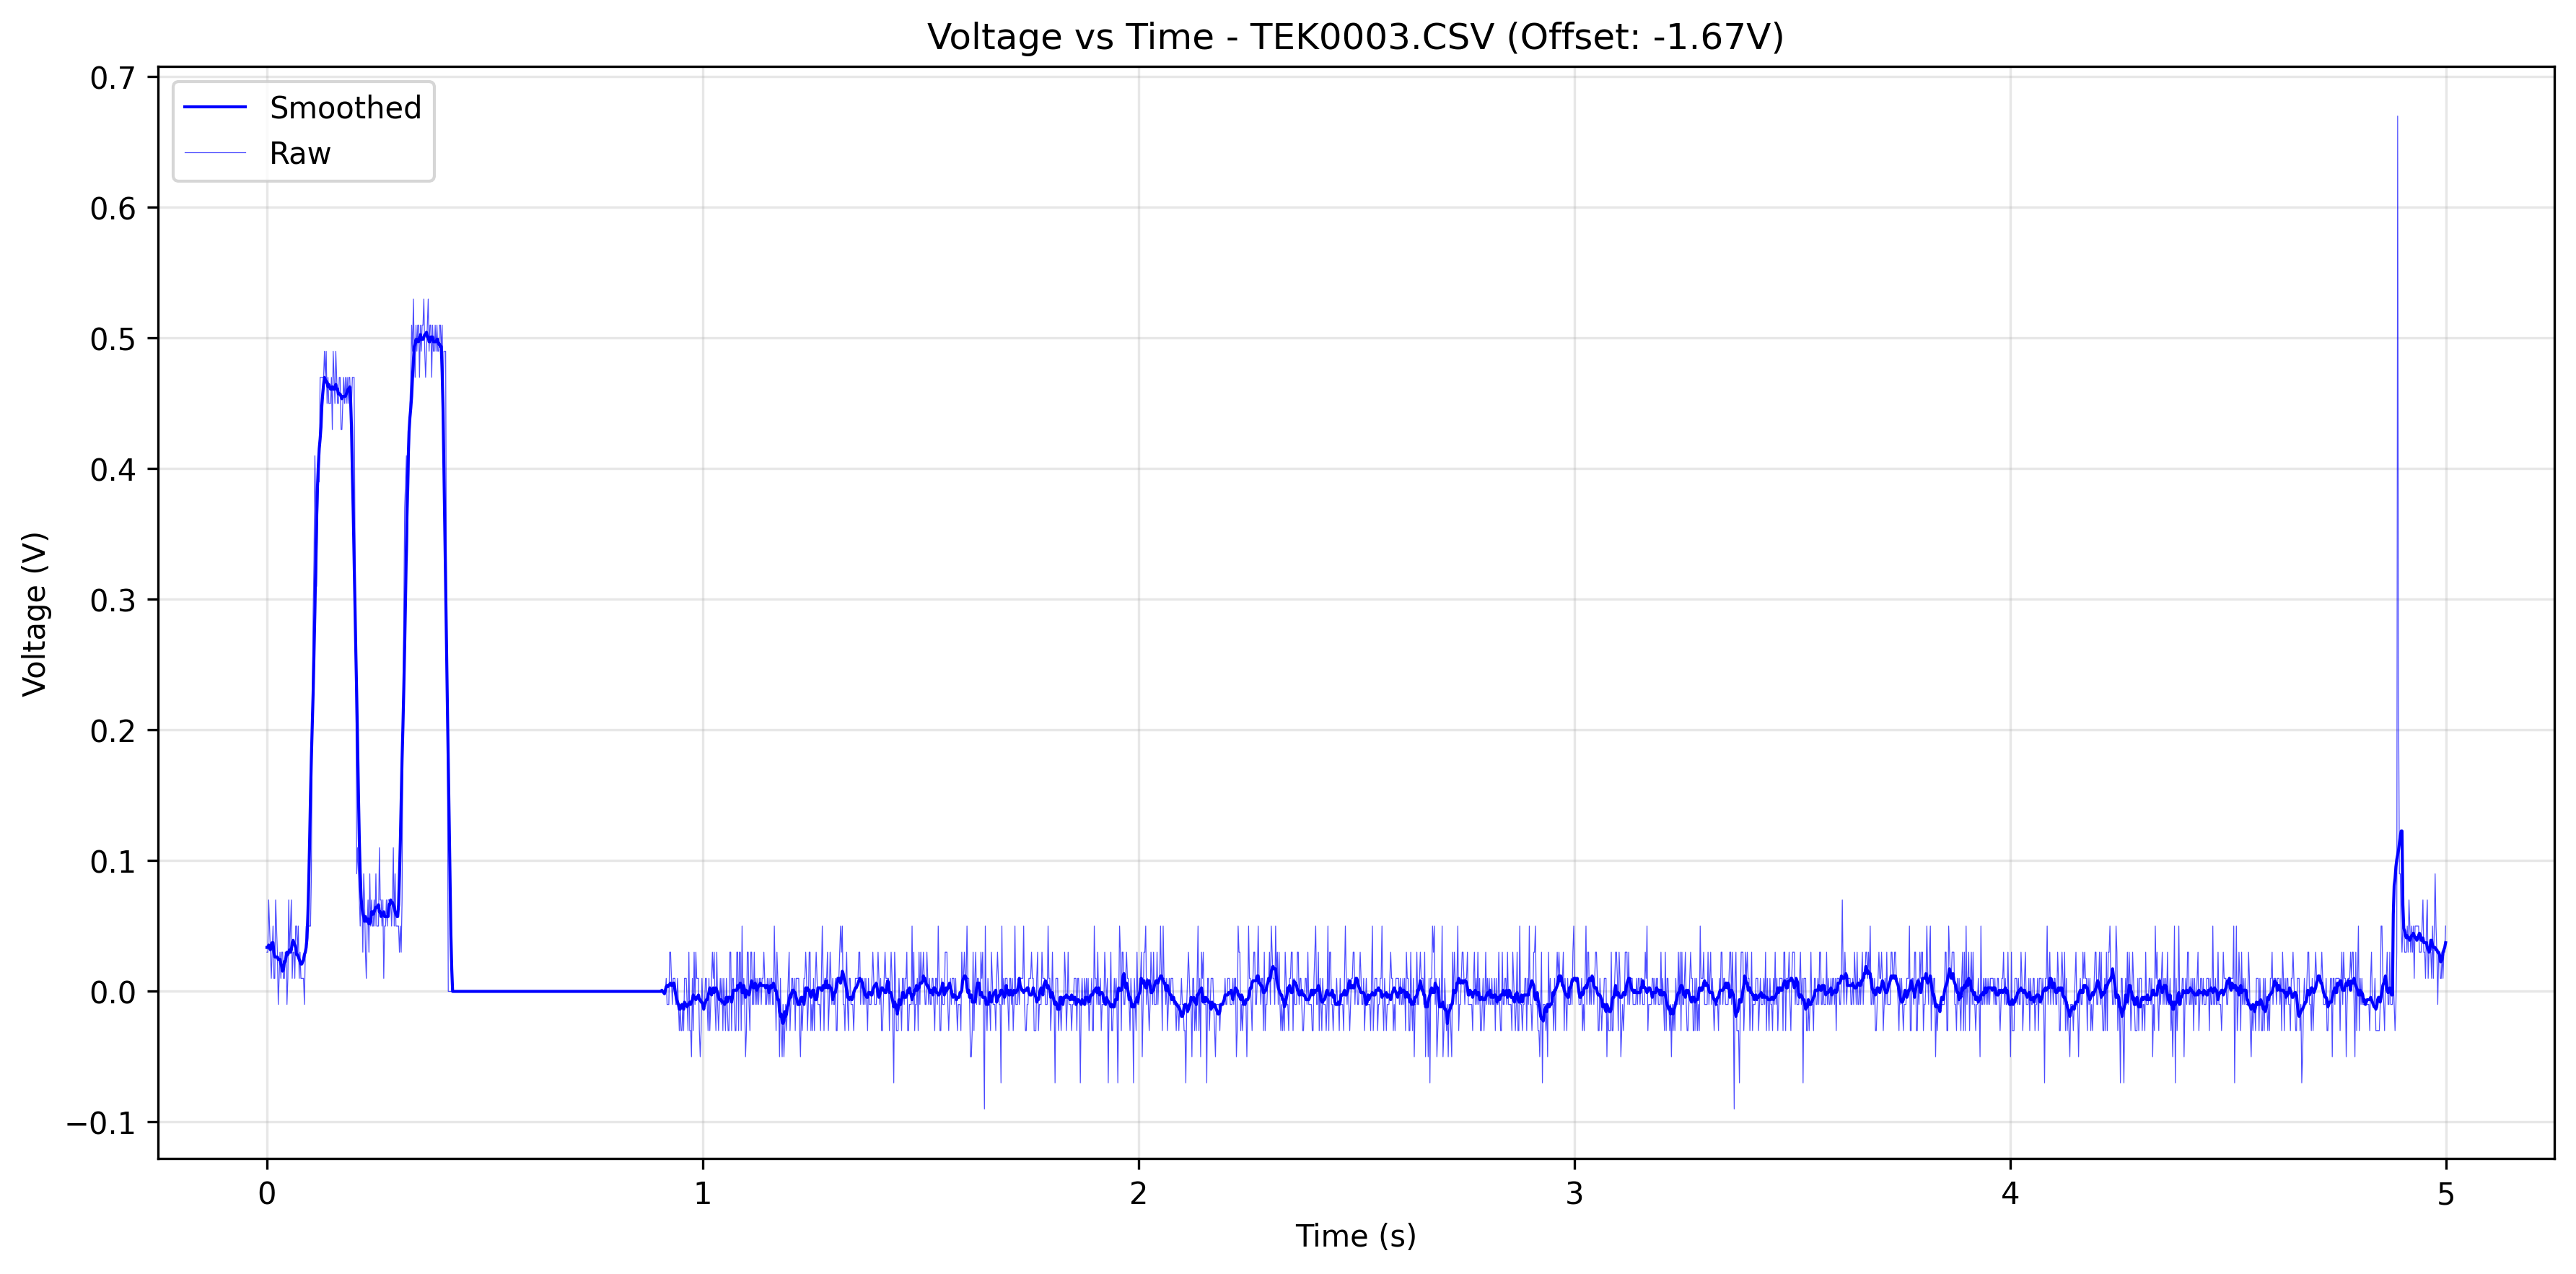 Voltage vs Time - TEK0003.CSV (Offset: -1.67V)
Smoothed
Raw
Voltage (V)
0.7
0.6
0.5
0.4
0.3
0.2
0.1
0.0
−0.1
0 1 2 3 4 5
Time (s)